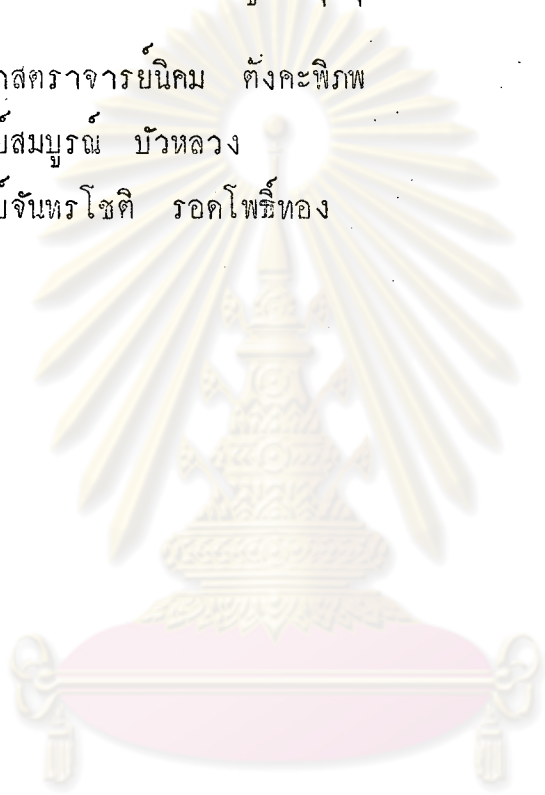 าสตราจารย์นิคม ตั้งคะพิภพ
ย์สมบูรณ์ บัวหลวง
ย์จันทรโชติ รอดโพธิ์ทอง